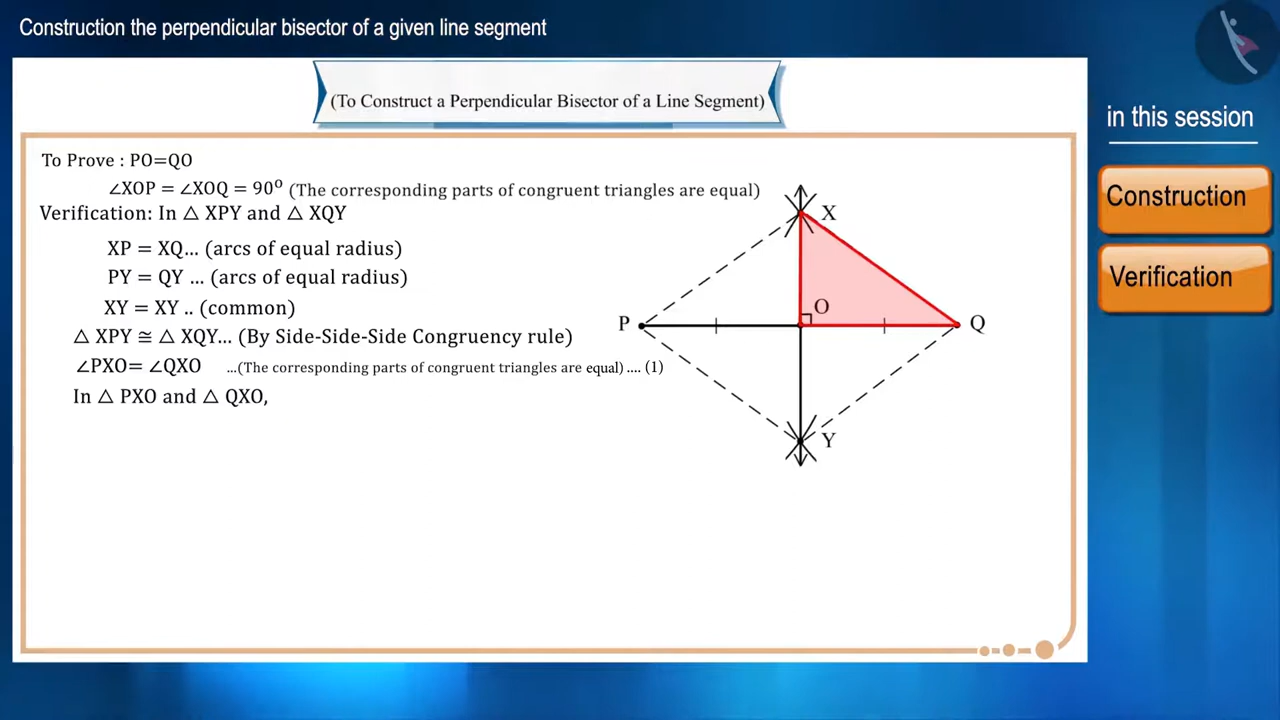 Construction the perpendicular bisector of a given line segment
(To Construct a Perpendicular Bisector of a Line Segment)
in this session
Construction
Verification
To Prove : PO=QO
∠XOP = ∠XOQ = 90⁰ (The corresponding parts of congruent triangles are equal)
Verification: In △ XPY and △ XQY
XP = XQ... (arcs of equal radius)
PY = QY ... (arcs of equal radius)
XY = XY .. (common)
△ XPY ≅ △ XQY... (By Side-Side-Side Congruency rule)
∠PXO= ∠QXO ...(The corresponding parts of congruent triangles are equal) .... (1)
In △ PXO and △ QXO,
X
O
P
Q
Y